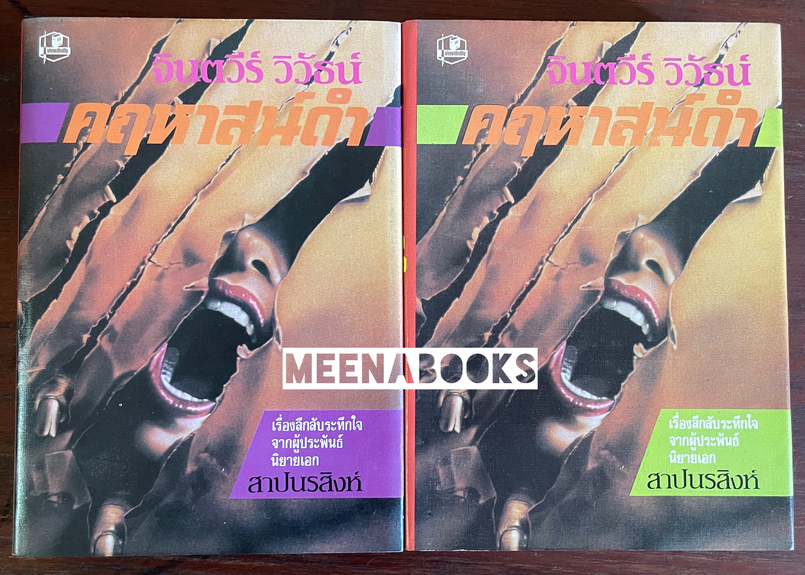 จินตวีร์ วิวัธน์
คฤหาสน์ดำ
เรื่องลึกลับระทึกใจ
จากผู้ประพันธ์
นิยายเอก
สาปนรสิงห์
จินตวีร์ วิวัธน์
คฤหาสน์ดำ
เรื่องลึกลับระทึกใจ
จากผู้ประพันธ์
นิยายเอก
สาปนรสิงห์
MEENABOOKS